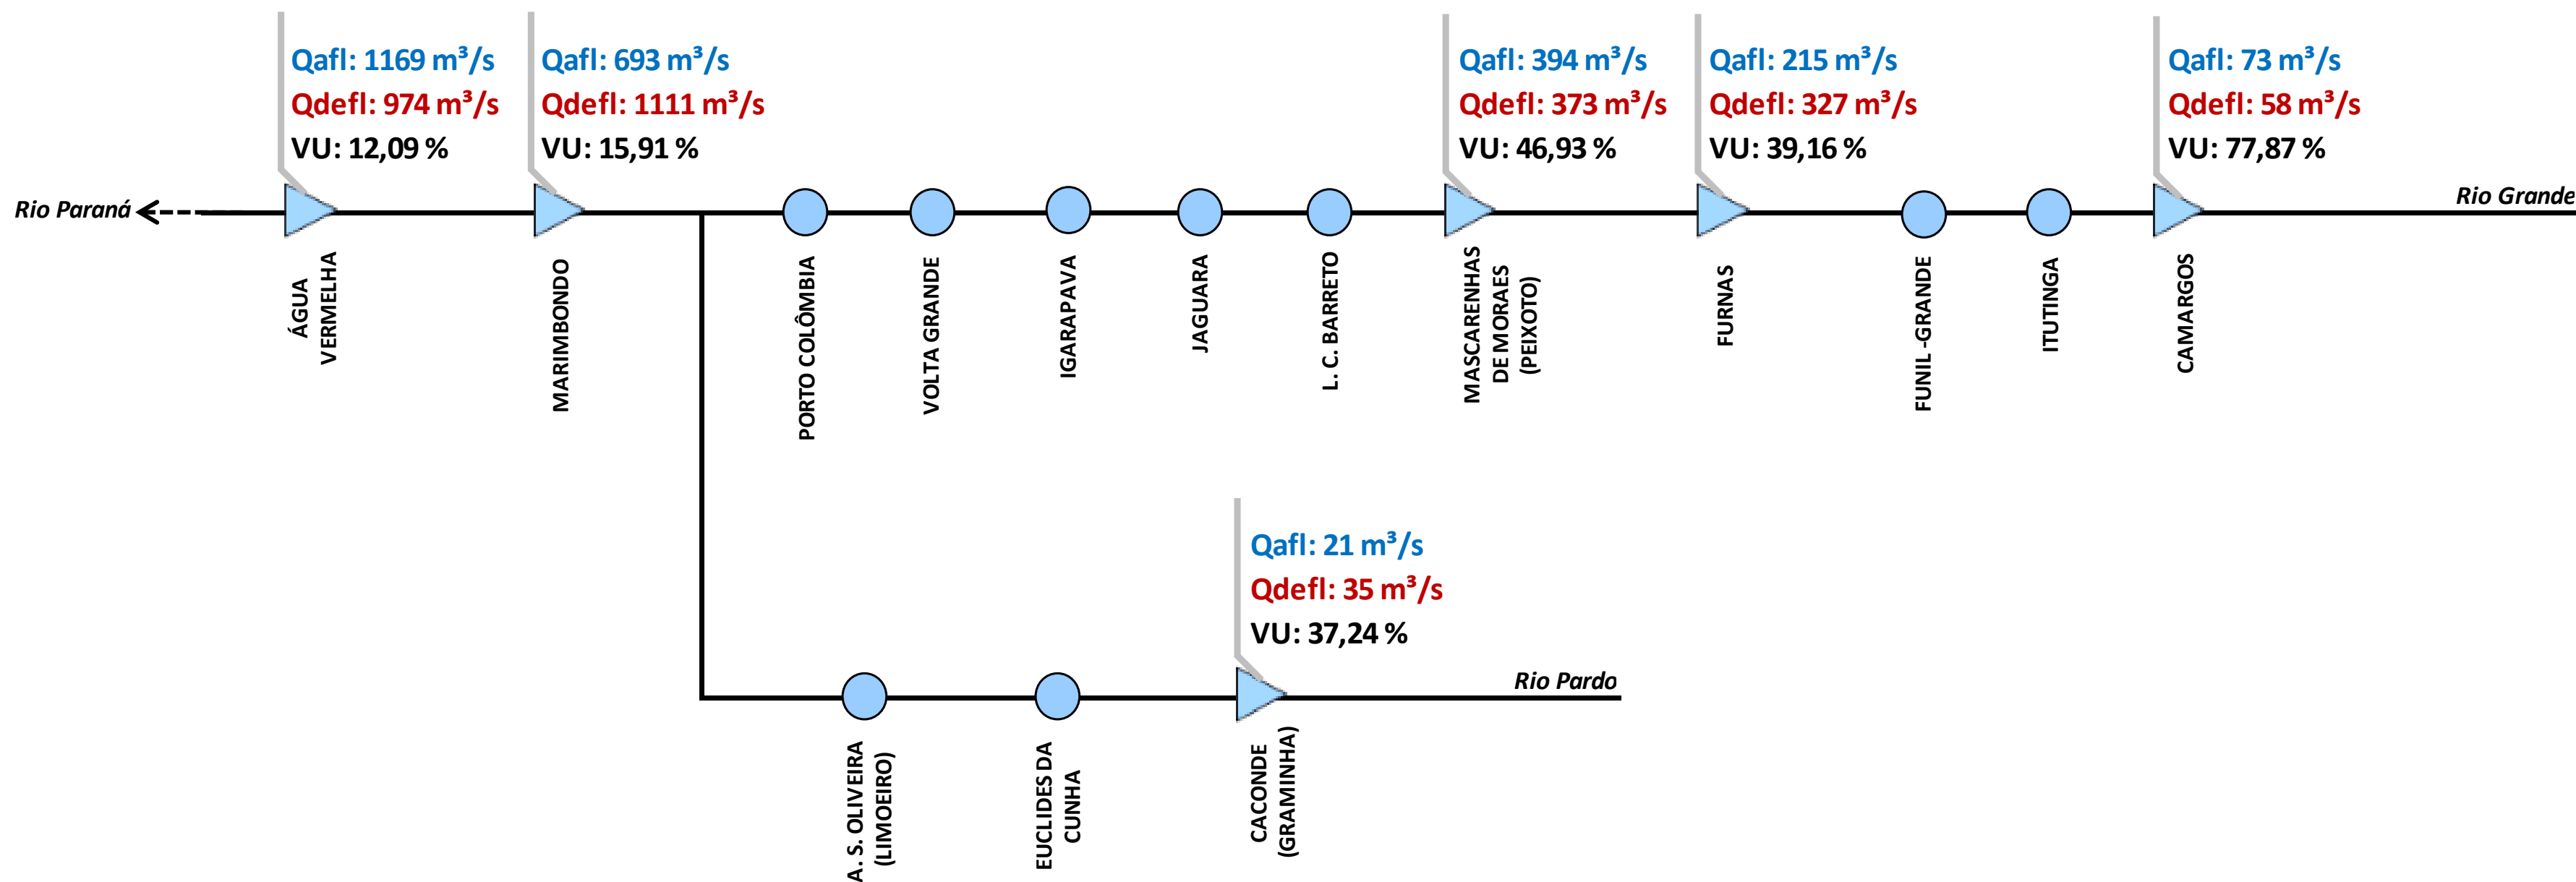 Qafl: 1169 m³/s
Qdefl: 974 m³/s
VU: 12,09 %
Qafl: 693 m³/s
Qdefl: 1111 m³/s
VU: 15,91 %
Qafl: 394 m³/s
Qdefl: 373 m³/s
VU: 46,93 %
Qafl: 215 m³/s
Qdefl: 327 m³/s
VU: 39,16 %
Qafl: 73 m³/s
Qdefl: 58 m³/s
VU: 77,87 %
Rio Paraná
Rio Grande
ÁGUA
VERMELHA
MARIMBONDO
PORTO COLÔMBIA
VOLTA GRANDE
IGARAPAVA
JAGUARA
L. C. BARRETO
MASCARENHAS
DE MORAES
(PEIXOTO)
FURNAS
FUNIL -GRANDE
ITUTINGA
CAMARGOS
Qafl: 21 m³/s
Qdefl: 35 m³/s
VU: 37,24 %
Rio Pardo
A. S. OLIVEIRA
(LIMOEIRO)
EUCLIDES DA
CUNHA
CACONDE
(GRAMINHA)